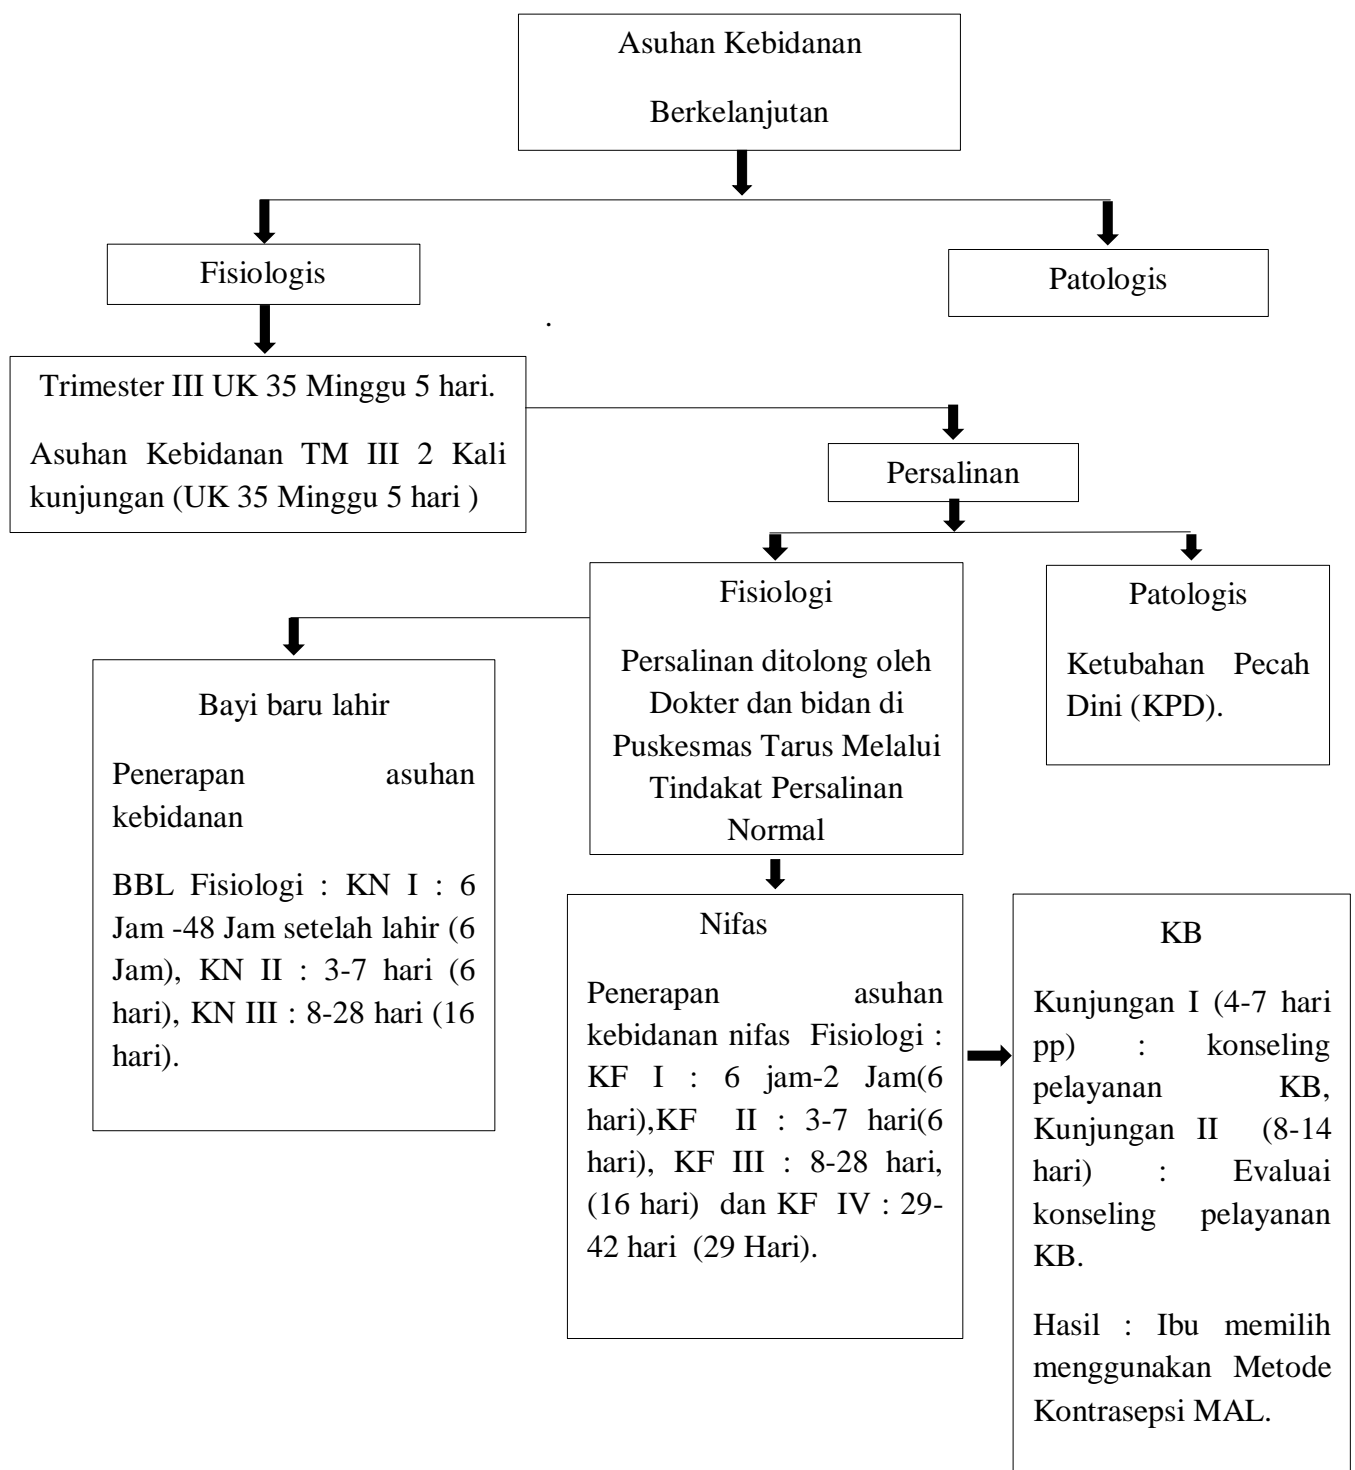 Asuhan Kebidanan
Berkelanjutan
Fisiologis
Patologis
.
Trimester III UK 35 Minggu 5 hari.
Asuhan Kebidanan TM III 2 Kali
kunjungan (UK 35 Minggu 5 hari )
Persalinan
Fisiologi
Persalinan ditolong oleh
Dokter dan bidan di
Puskesmas Tarus Melalui
Tindakat Persalinan
Normal
Patologis
Ketubahan Pecah
Dini (KPD).
Bayi baru lahir
Penerapan asuhan
kebidanan
BBL Fisiologi : KN I : 6
Jam -48 Jam setelah lahir (6
Jam), KN II : 3-7 hari (6
hari), KN III : 8-28 hari (16
hari).
Nifas
Penerapan asuhan
kebidanan nifas Fisiologi :
KF I : 6 jam-2 Jam(6
hari),KF II : 3-7 hari(6
hari), KF III : 8-28 hari,
(16 hari) dan KF IV : 29-
42 hari (29 Hari).
KB
Kunjungan I (4-7 hari
pp) : konseling
pelayanan KB,
Kunjungan II (8-14
hari) : Evaluai
konseling pelayanan
KB.
Hasil : Ibu memilih
menggunakan Metode
Kontrasepsi MAL.